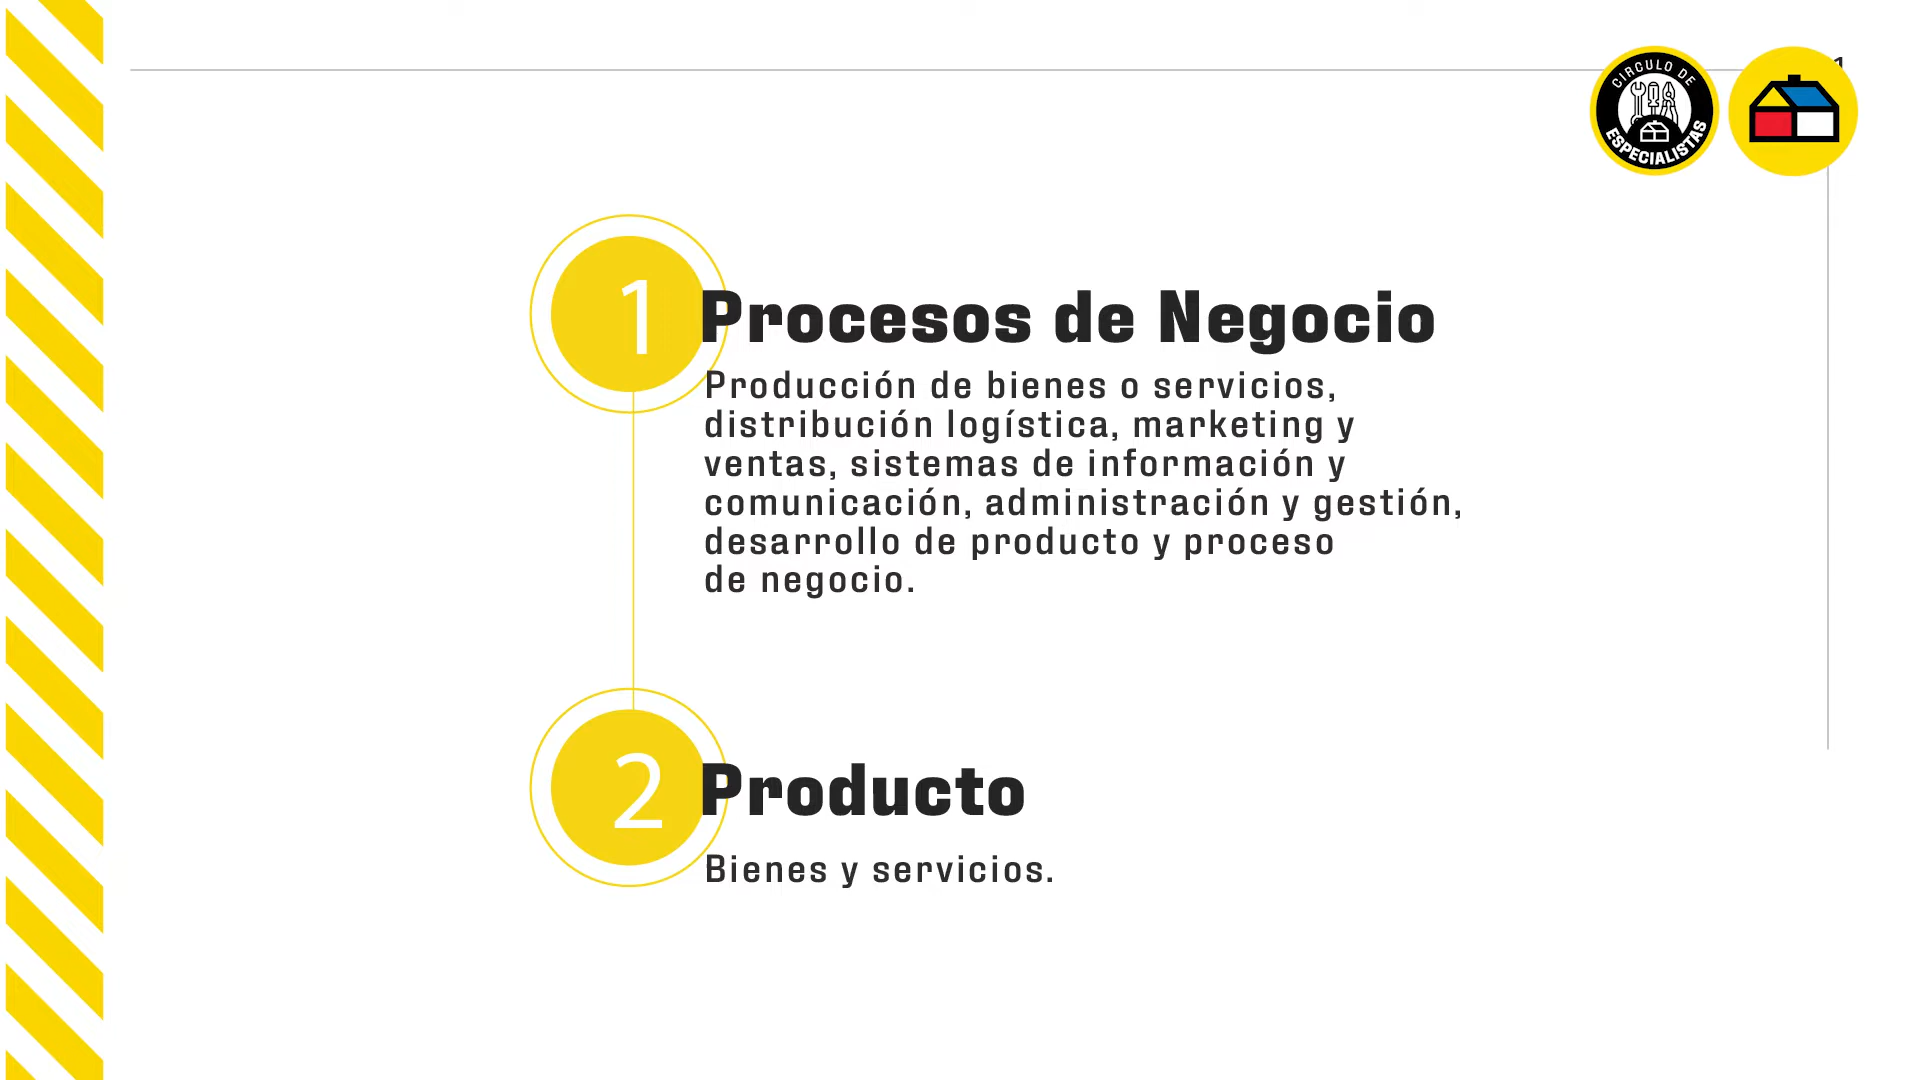 1
CIRCULO DE
ESPECIALISTAS
1
Procesos de Negocio
Producción de bienes o servicios,
distribución logística, marketing y
ventas, sistemas de información y
comunicación, administración y gestión,
desarrollo de producto y proceso
de negocio.
2
Producto
Bienes y servicios.